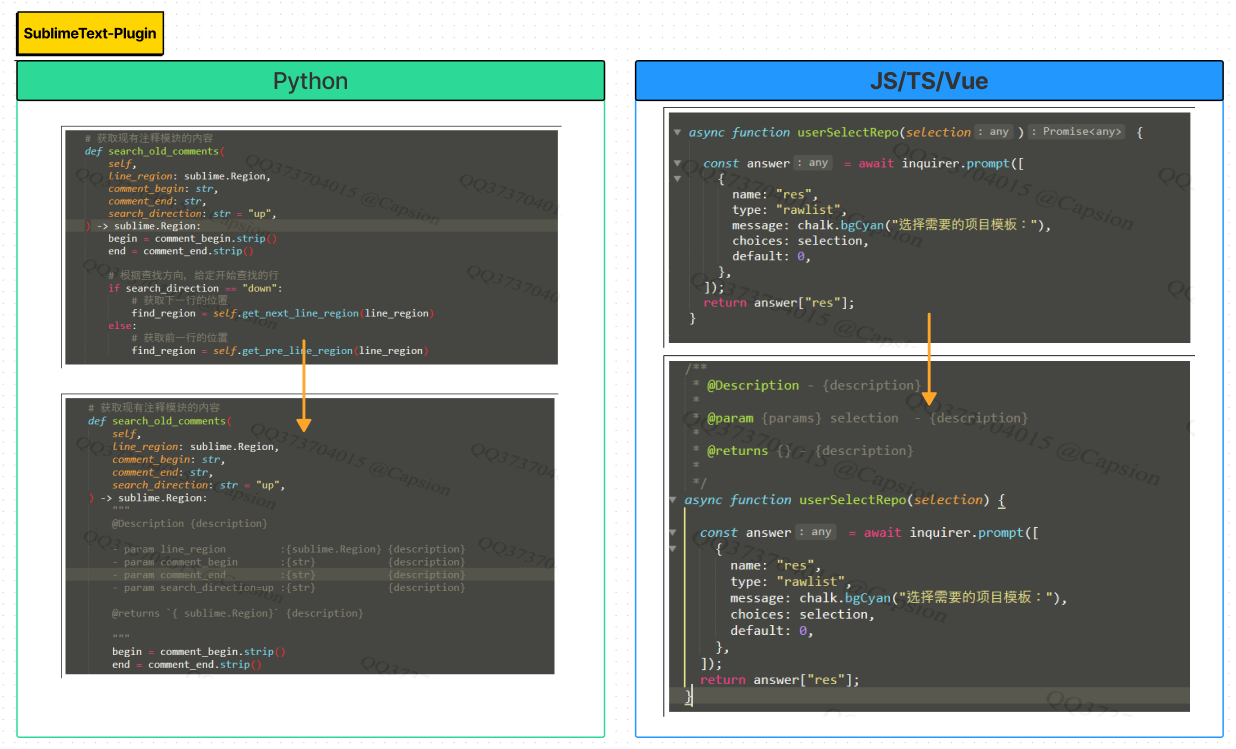 SublimeText-Plugin
Python
# 获取现有注释模块的内容
def search_old_comments(
self,
line_region: sublime.Region,
comment_begin: str,
comment_end: str,
search_direction: str = "up",
) -> sublime.Region:
begin = comment_begin.strip()
end = comment_end.strip()
# 根据查找方向, 给定开始查找的行
if search_direction == "down":
# 获取下一行的位置
find_region = self.get_next_line_region(line_region)
else:
# 获取前一行的位置
find_region = self.get_pre_line_region(line_region)
# 获取现有注释模块的内容
def search_old_comments(
self,
line_region: sublime.Region,
comment_begin: str,
comment_end: str,
search_direction: str = "up",
) -> sublime.Region:
"""
@Description {description}
- param line_region :{sublime.Region} {description}
- param comment_begin :{str} {description}
- param comment_end :{str} {description}
- param search_direction=up :{str} {description}
@returns `{ sublime.Region}` {description}
"""
begin = comment_begin.strip()
end = comment_end.strip()
JS/TS/Vue
async function userSelectRepo(selection : any ) : Promise<any> {
const answer : any = await inquirer.prompt([
{
name: "res",
type: "rawlist",
message: chalk.bgCyan("选择需要的项目模板："),
choices: selection,
default: 0,
},
]);
return answer["res"];
}
/**
* @Description - {description}
*
* @param {params} selection - {description}
*
* @returns {} - {description}
*
*/
async function userSelectRepo(selection) {
const answer : any = await inquirer.prompt([
{
name: "res",
type: "rawlist",
message: chalk.bgCyan("选择需要的项目模板："),
choices: selection,
default: 0,
},
]);
return answer["res"];
}
QQ373704015 @Capsion